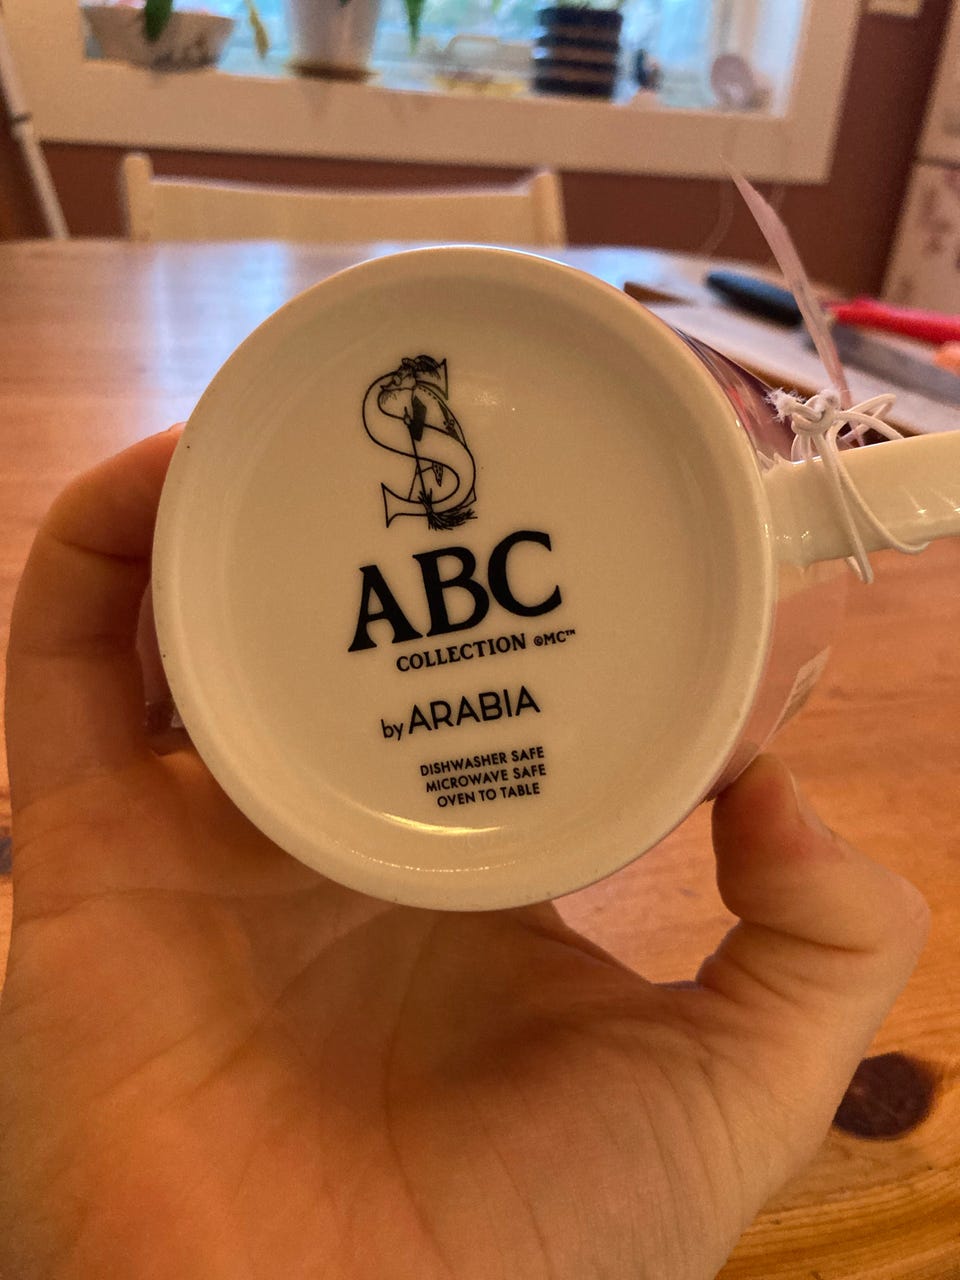 S
ABC
COLLECTION ©MC™
by ARABIA
DISHWASHER SAFE
MICROWAVE SAFE
OVEN TO TABLE